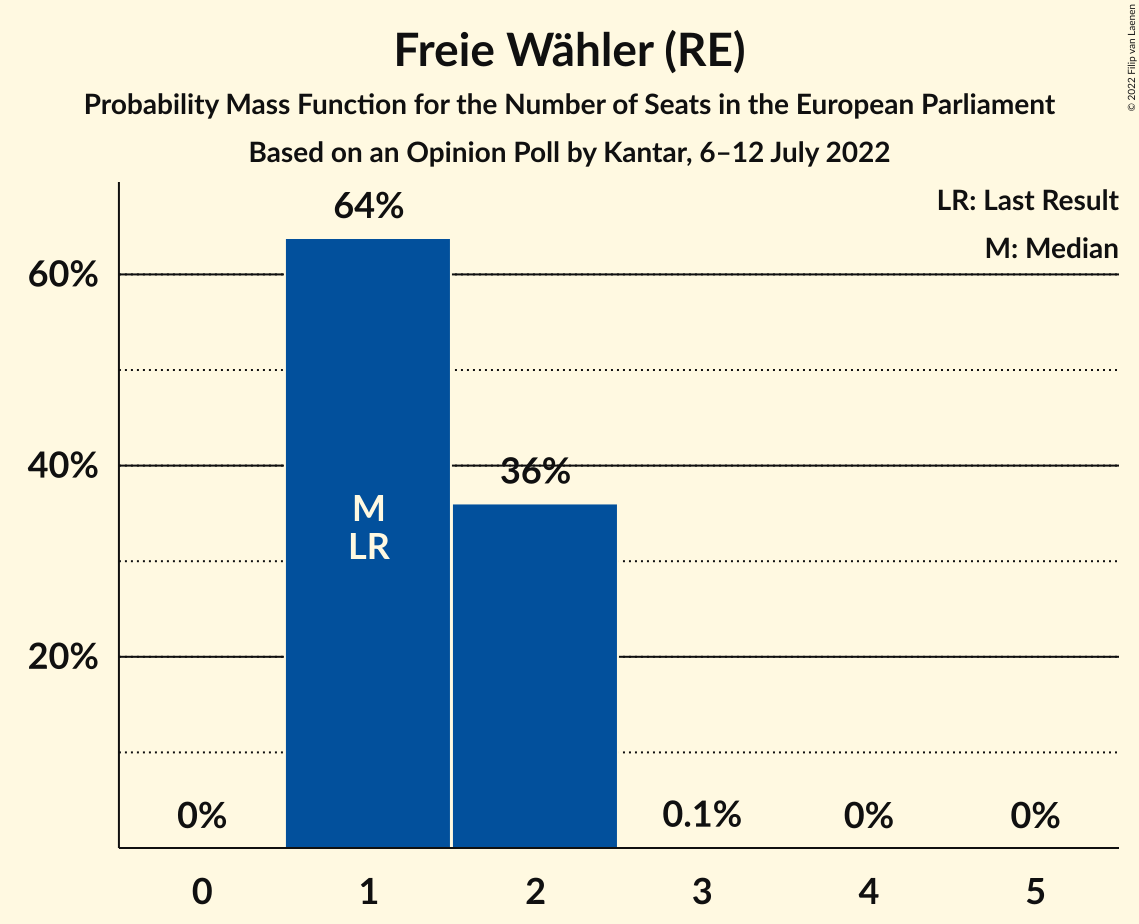 Freie Wähler (RE)
Probability Mass Function for the Number of Seats in the European Parliament
Based on an Opinion Poll by Kantar, 6–12 July 2022
© 2022 Filip van Laenen
LR: Last Result
M: Median
64%
60%
40%
36%
M
LR
20%
0%
0.1%
0%
0%
0
1
2
3
4
5